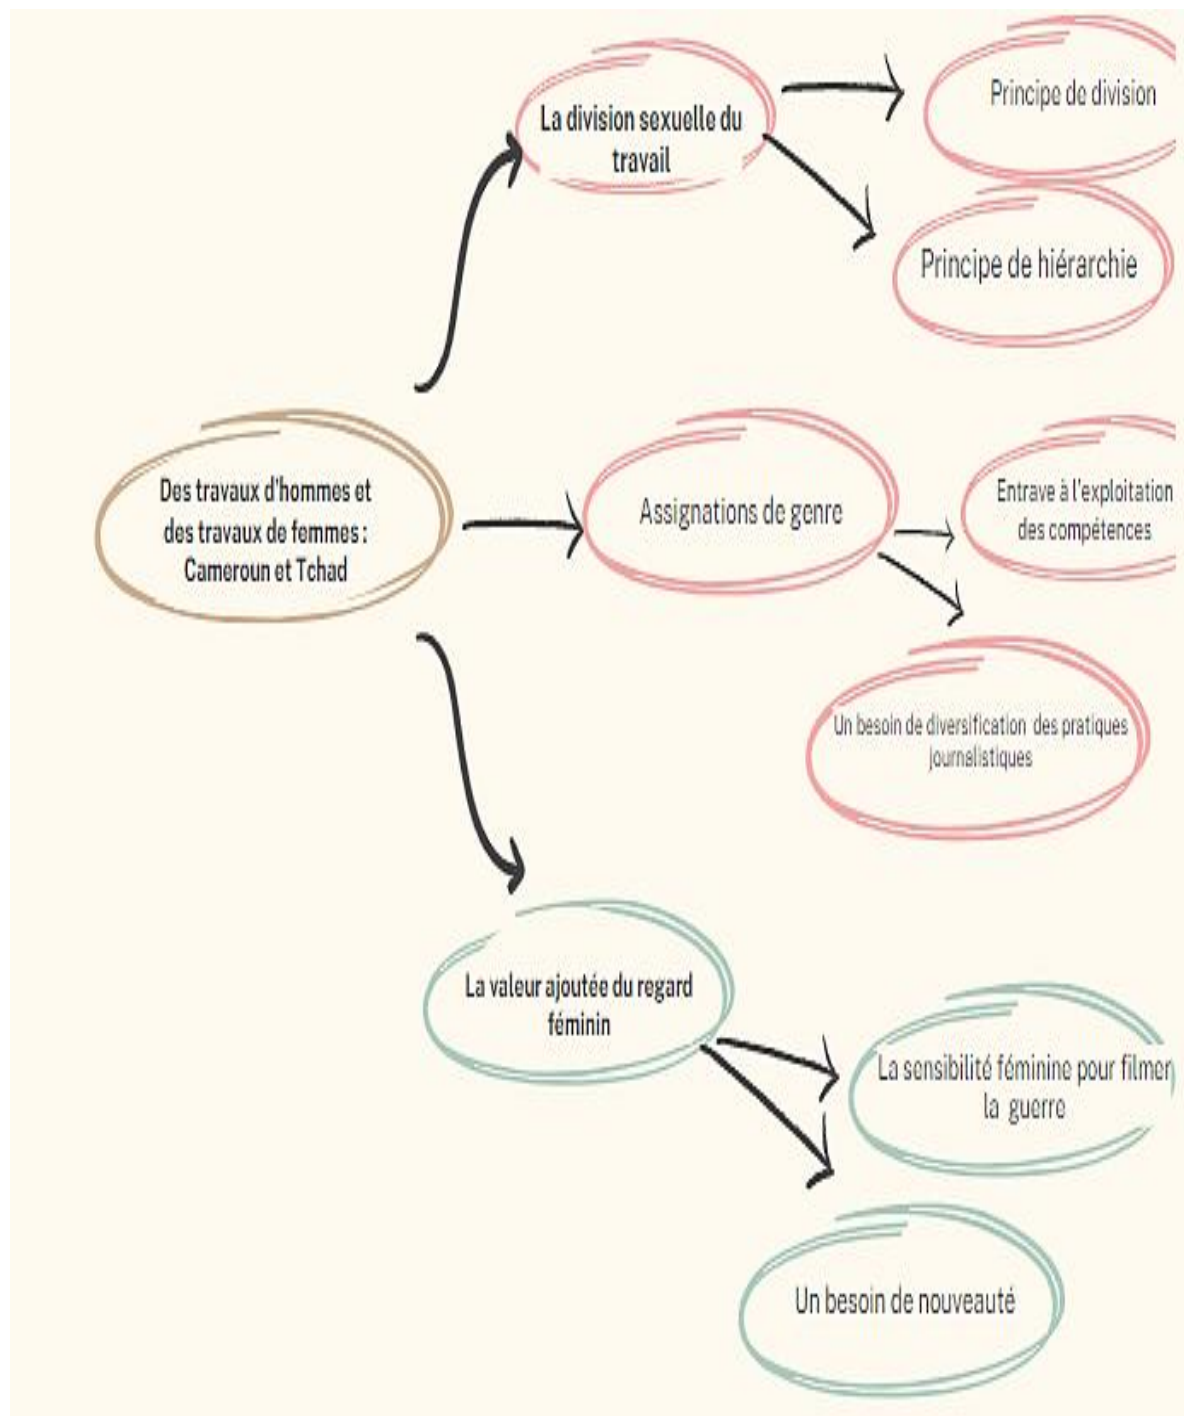 La division sexuelle du
travail
Principe de division
Principe de hiérarchie
Des travaux d'hommes et
des travaux de femmes :
Cameroun et Tchad
Assignations de genre
Entrave à l'exploitation
des compétences
Un besoin de diversification des pratiques
journalistiques
La valeur ajoutée du regard
féminin
La sensibilité féminine pour filmer
la guerre
Un besoin de nouveauté